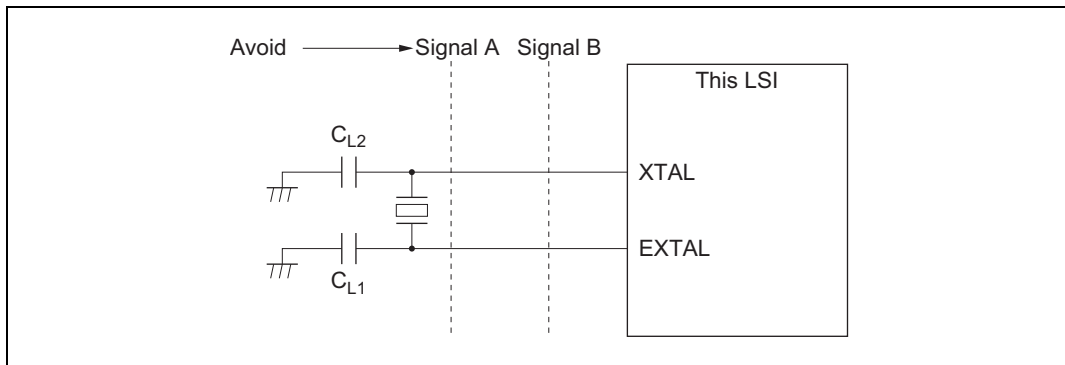 Avoid Signal A Signal B
This LSI
CL2
XTAL
EXTAL
CL1